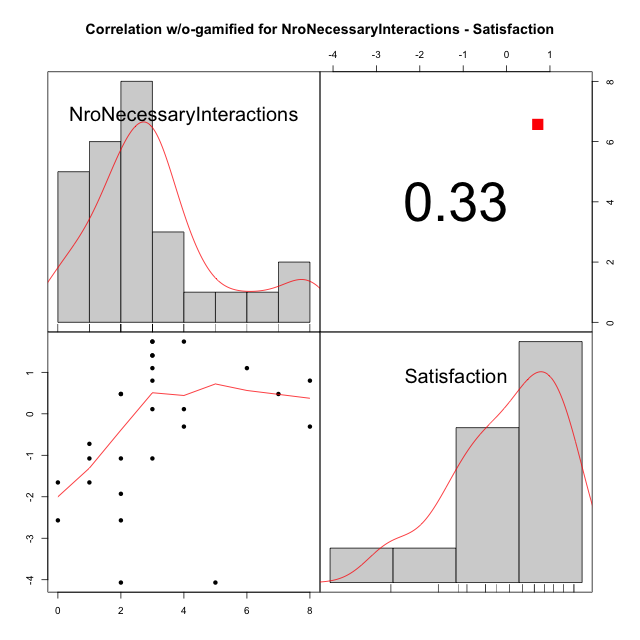 Correlation w/o-gamified for NroNecessaryInteractions - Satisfaction
-4 -3 -2 -1 0 1
NroNecessaryInteractions
0.33
8
6
4
2
0
1
0
-1
-2
-3
-4
Satisfaction
0 2 4 6 8